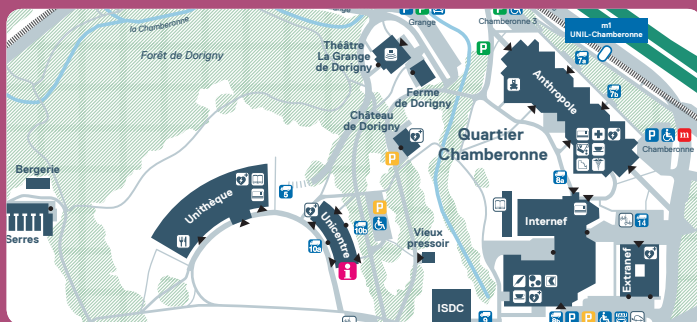 la Chamberonne
Forêt de Dorigny
Grange
Chamberonne 3
m1
UNIL-Chamberonne
Théâtre
La Grange
de Dorigny
Ferme
de Dorigny
Château
de Dorigny
Quartier
Chamberonne
Anthropole
7a
7b
P
P
m
Chamberonne
8a
Bergerie
Serres
Unithèque
5
P
P
Unicentre
10b
10a
i
Vieux
pressoir
Internef
14
Extranef
ISDC
9
P
P